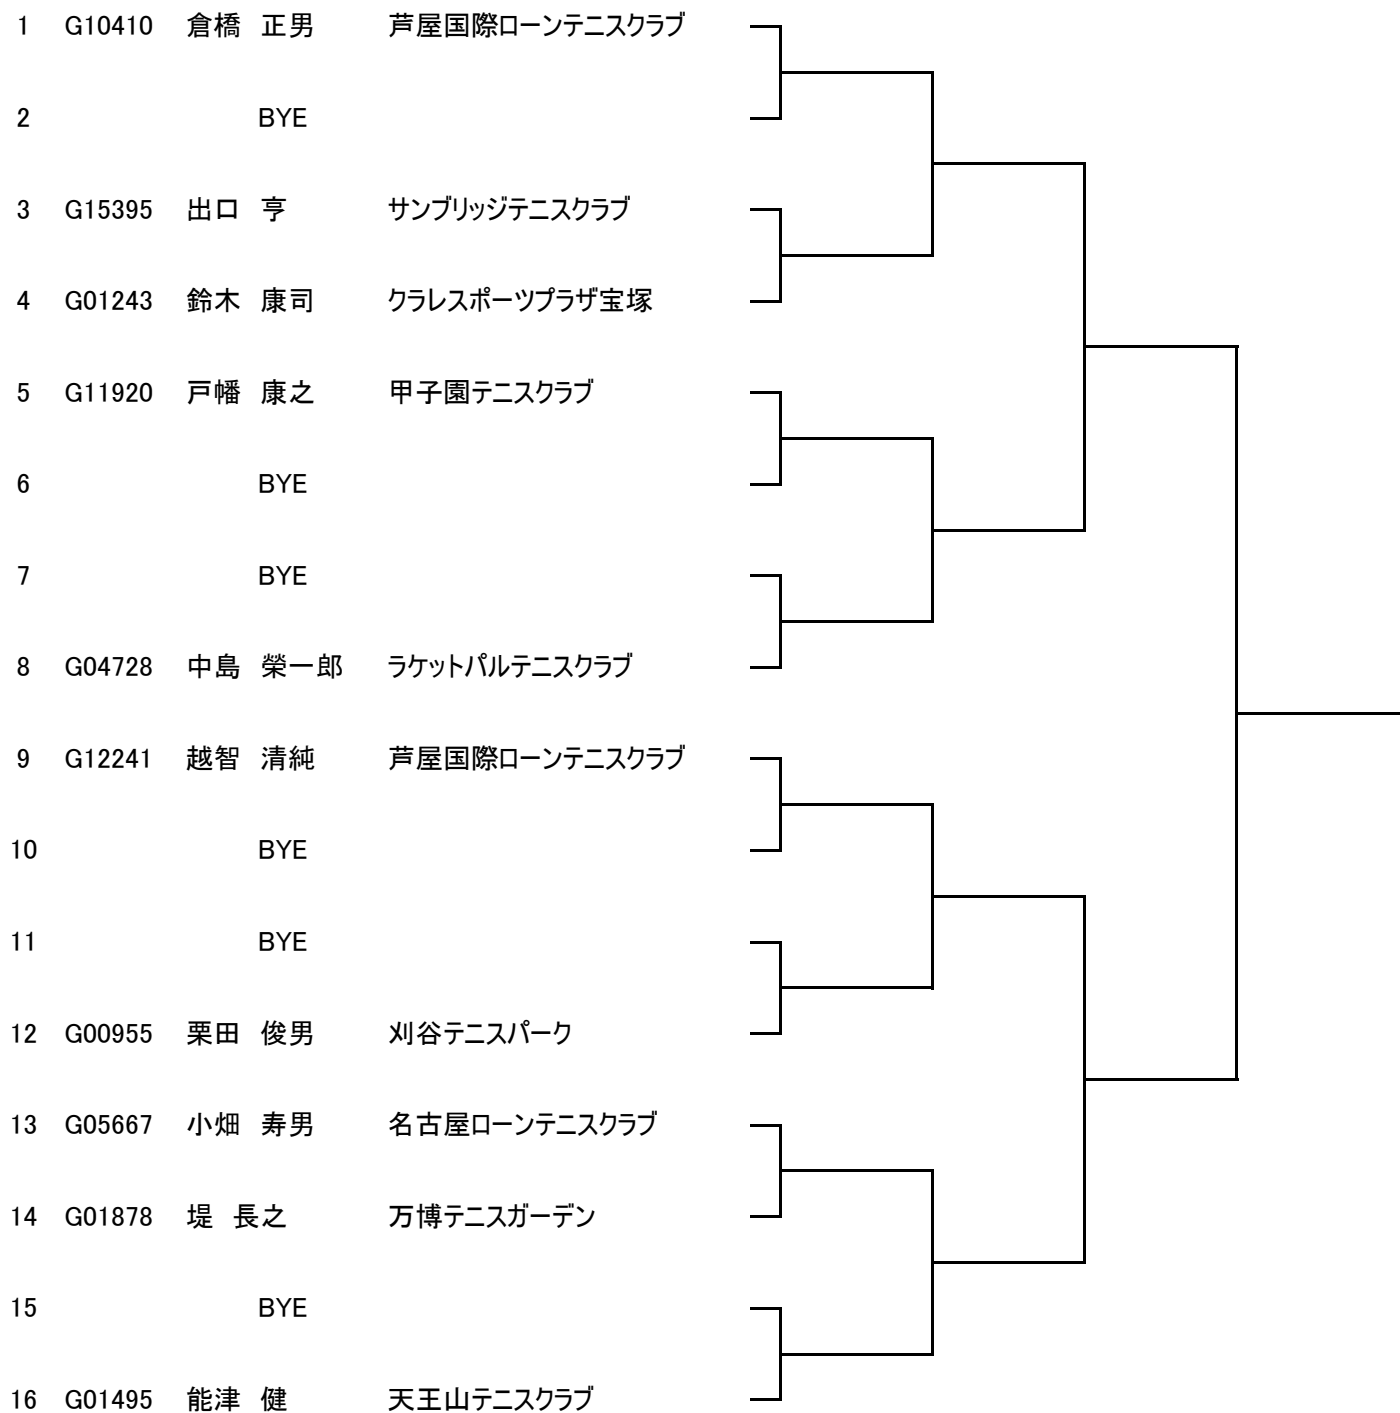 1 G10410 倉橋 正男 芦屋国際ローンテニスクラブ
2 BYE
3 G15395 出口 亨 サンブリッジテニスクラブ
4 G01243 鈴木 康司 クラレスポーツプラザ宝塚
5 G11920 戸幡 康之 甲子園テニスクラブ
6 BYE
7 BYE
8 G04728 中島 榮一郎 ラケットパルテニスクラブ
9 G12241 越智 清純 芦屋国際ローンテニスクラブ
10 BYE
11 BYE
12 G00955 栗田 俊男 刈谷テニスパーク
13 G05667 小畑 寿男 名古屋ローンテニスクラブ
14 G01878 堤 長之 万博テニスガーデン
15 BYE
16 G01495 能津 健 天王山テニスクラブ